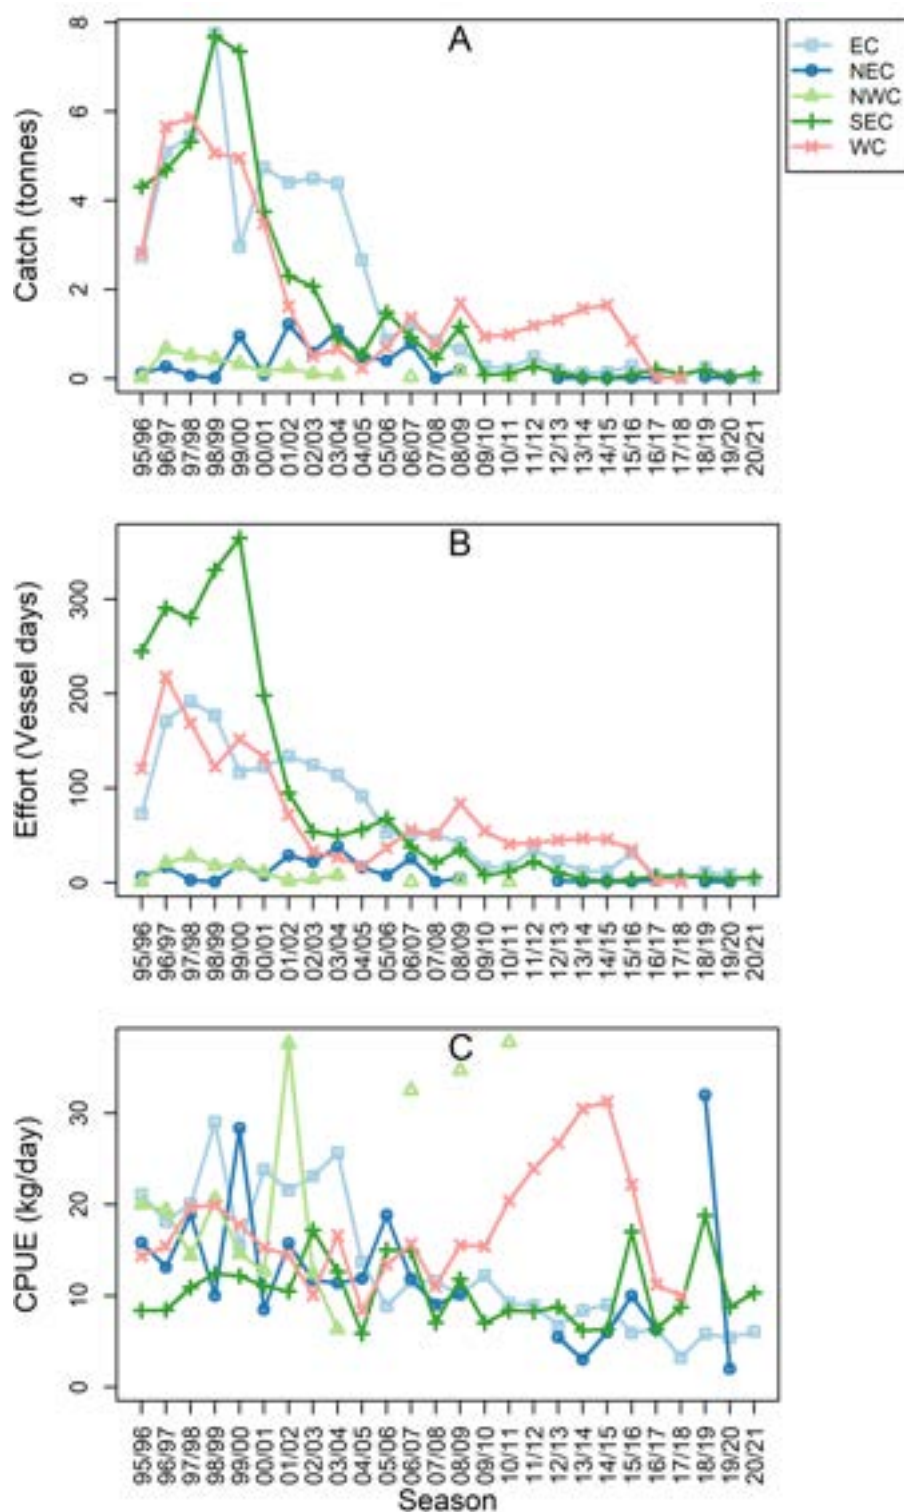 A
EC
NEC
NWC
SEC
WC
Catch (tonnes)
8
6
4
2
0
95/96 96/97 97/98 98/99 99/00 00/01 01/02 02/03 03/04 04/05 05/06 06/07 07/08 08/09 09/10 10/11 11/12 12/13 13/14 14/15 15/16 16/17 17/18 18/19 19/20 20/21
B
Effort (Vessel days)
300
200
100
0
95/96 96/97 97/98 98/99 99/00 00/01 01/02 02/03 03/04 04/05 05/06 06/07 07/08 08/09 09/10 10/11 11/12 12/13 13/14 14/15 15/16 16/17 17/18 18/19 19/20 20/21
C
CPUE (kg/day)
30
20
10
0
95/96 96/97 97/98 98/99 99/00 00/01 01/02 02/03 03/04 04/05 05/06 06/07 07/08 08/09 09/10 10/11 11/12 12/13 13/14 14/15 15/16 16/17 17/18 18/19 19/20 20/21
Season